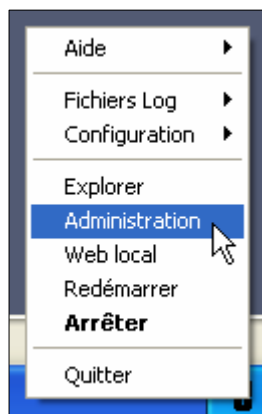 Aide
Fichiers Log
Configuration
Explorer
Administration
Web local
Redémarrer
Arrêter
Quitter